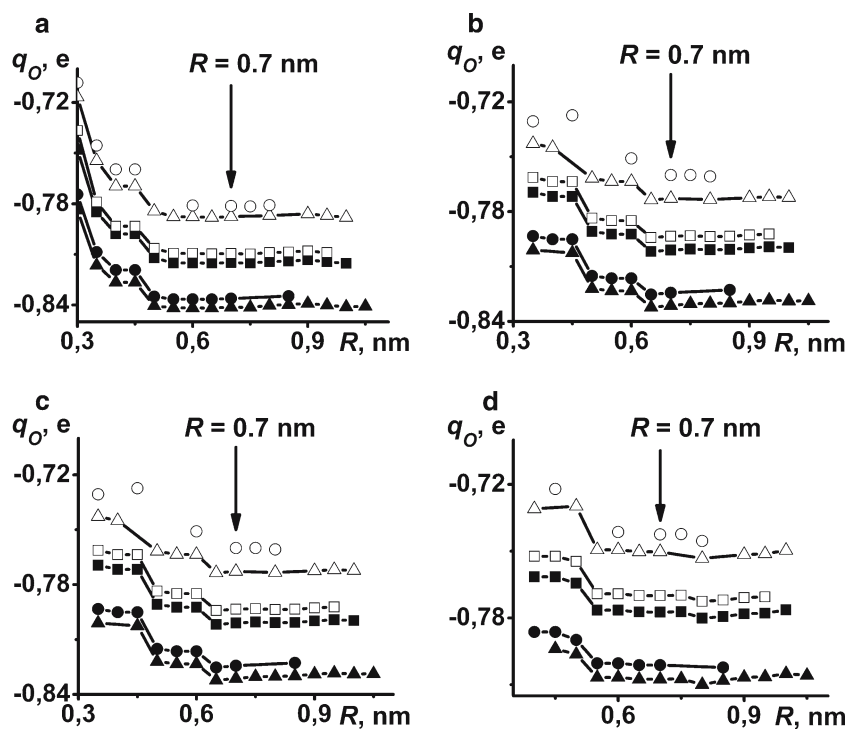 a
q_O, e
R = 0.7 nm
-0,72
-0,78
-0,84
0,3
0,6
0,9
R, nm
b
q_O, e
R = 0.7 nm
-0,72
-0,78
-0,84
0,3
0,6
0,9
R, nm
c
q_O, e
R = 0.7 nm
-0,72
-0,78
-0,84
0,3
0,6
0,9
R, nm
d
q_O, e
R = 0.7 nm
-0,72
-0,78
0,6
0,9
R, nm